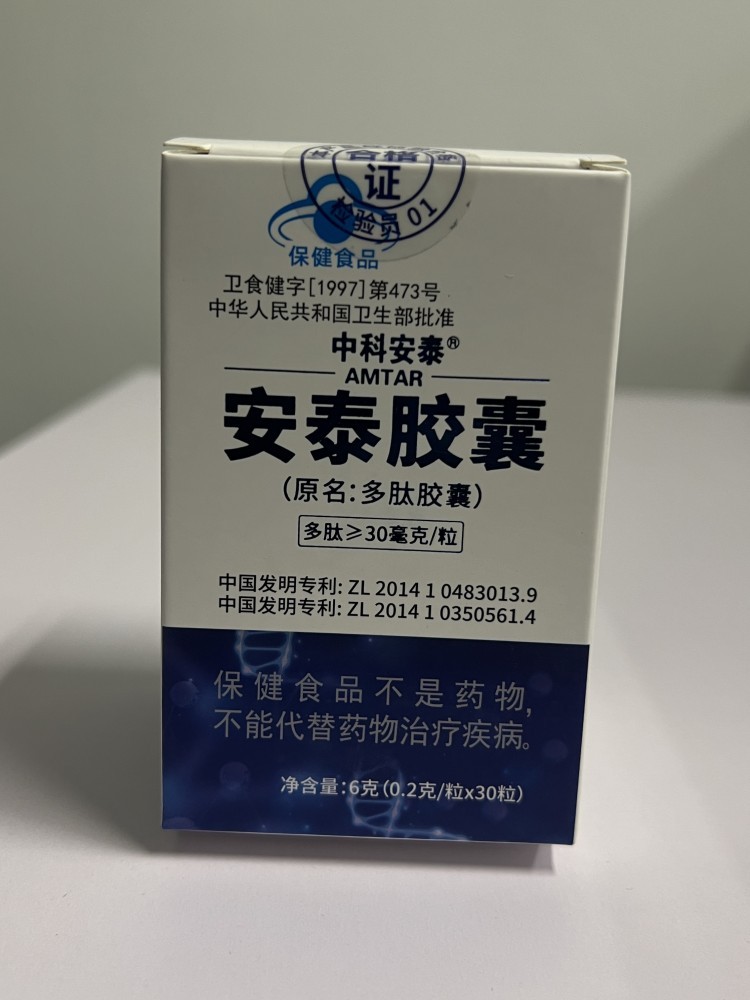 合格
证
检验员 01
保健食品
卫食健字[1997]第473号
中华人民共和国卫生部批准
中科安泰®
AMTAR
安泰胶囊
(原名:多肽胶囊)
多肽≥30毫克/粒
中国发明专利: ZL 2014 1 0483013.9
中国发明专利: ZL 2014 1 0350561.4
保健食品不是药物,
不能代替药物治疗疾病。
净含量:6克(0.2克/粒x30粒)